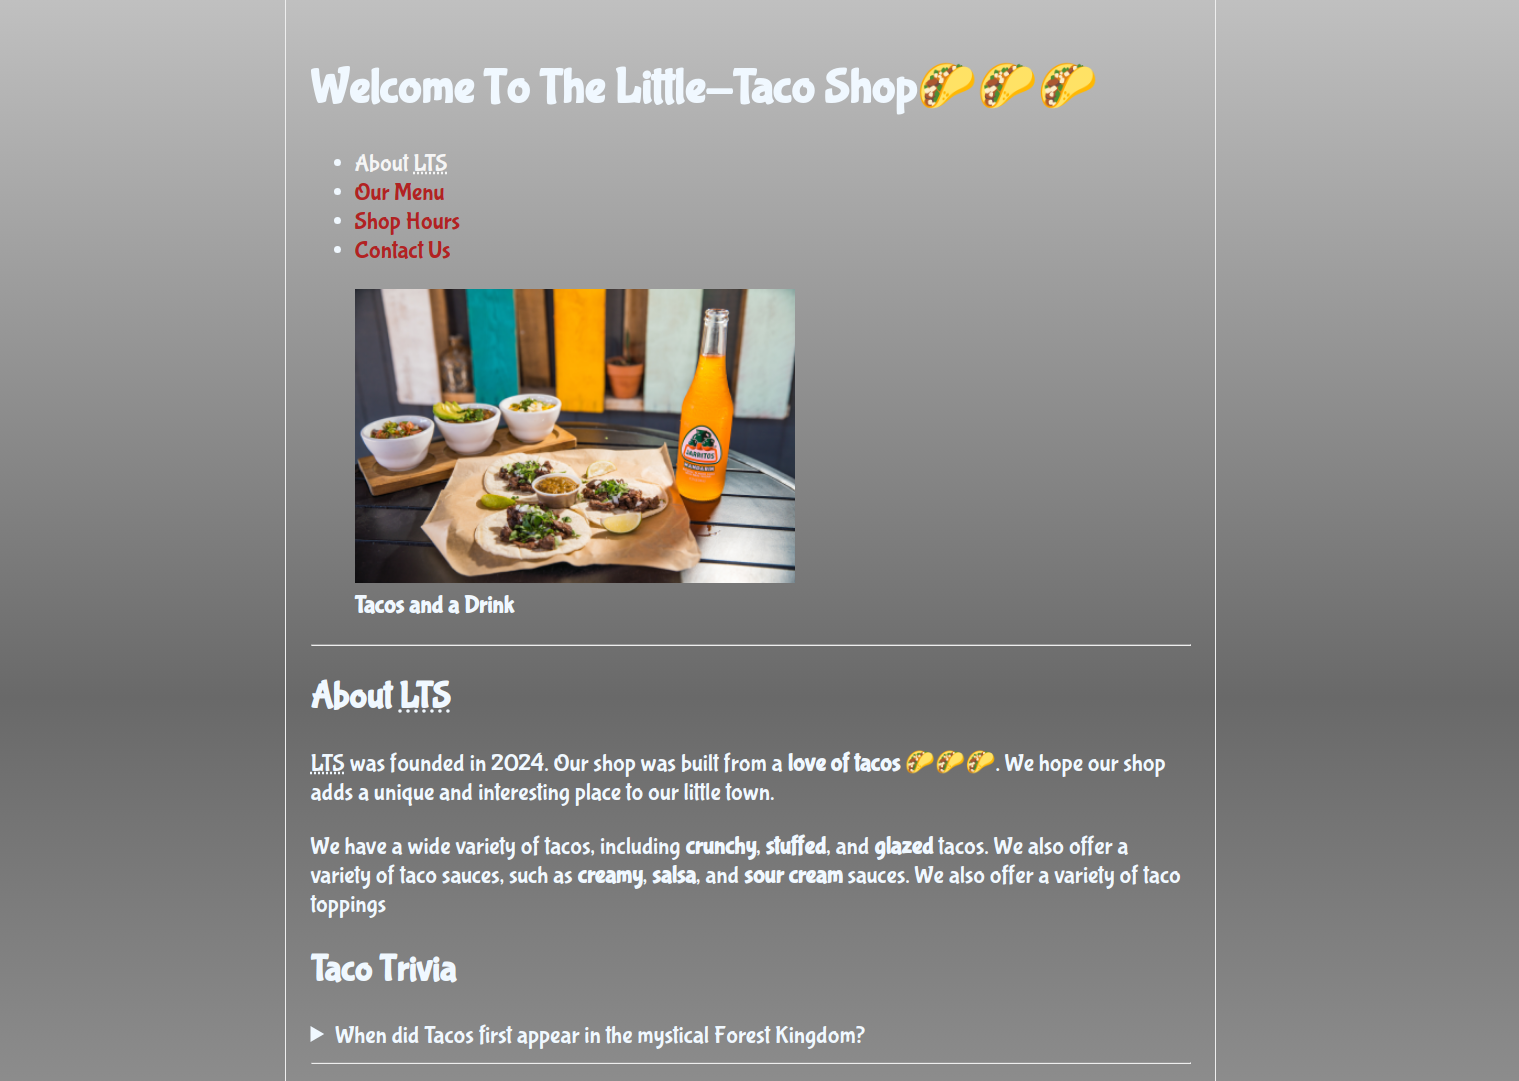 Welcome To The Little-Taco Shop🌮🌮🌮
About LTS
Our Menu
Shop Hours
Contact Us
JARRITOS
Tacos and a Drink
About LTS
LTS was founded in 2024. Our shop was built from a love of tacos 🌮🌮🌮. We hope our shop
adds a unique and interesting place to our little town.
We have a wide variety of tacos, including crunchy, stuffed, and glazed tacos. We also offer a
variety of taco sauces, such as creamy, salsa, and sour cream sauces. We also offer a variety of taco
toppings
Taco Trivia
When did Tacos first appear in the mystical Forest Kingdom?